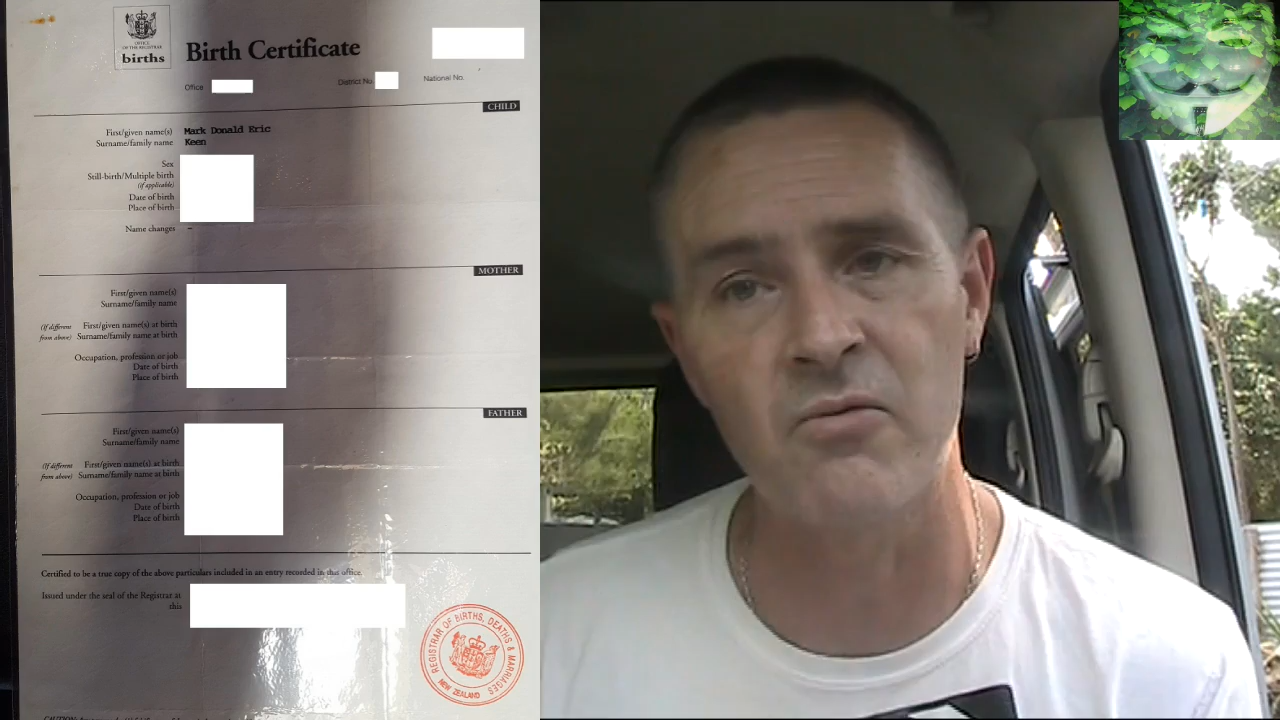 OFFICE
OF THE REGISTRAR
births
Birth Certificate
Office
District No.
National No.
CHILD
First/given name(s) Mark Donald Eric
Surname/family name Keen
Sex
Still-birth/Multiple birth
(if applicable)
Date of birth
Place of birth
Name changes –
MOTHER
First/given name(s)
Surname/family name
(If different from above) First/given name(s) at birth
Surname/family name at birth
Occupation, profession or job
Date of birth
Place of birth
FATHER
First/given name(s)
Surname/family name
(If different from above) First/given name(s) at birth
Surname/family name at birth
Occupation, profession or job
Date of birth
Place of birth
Certified to be a true copy of the above particulars included in an entry recorded in this office.
Issued under the seal of the Registrar at
this
REGISTRAR OF BIRTHS, DEATHS & MARRIAGES
NEW ZEALAND